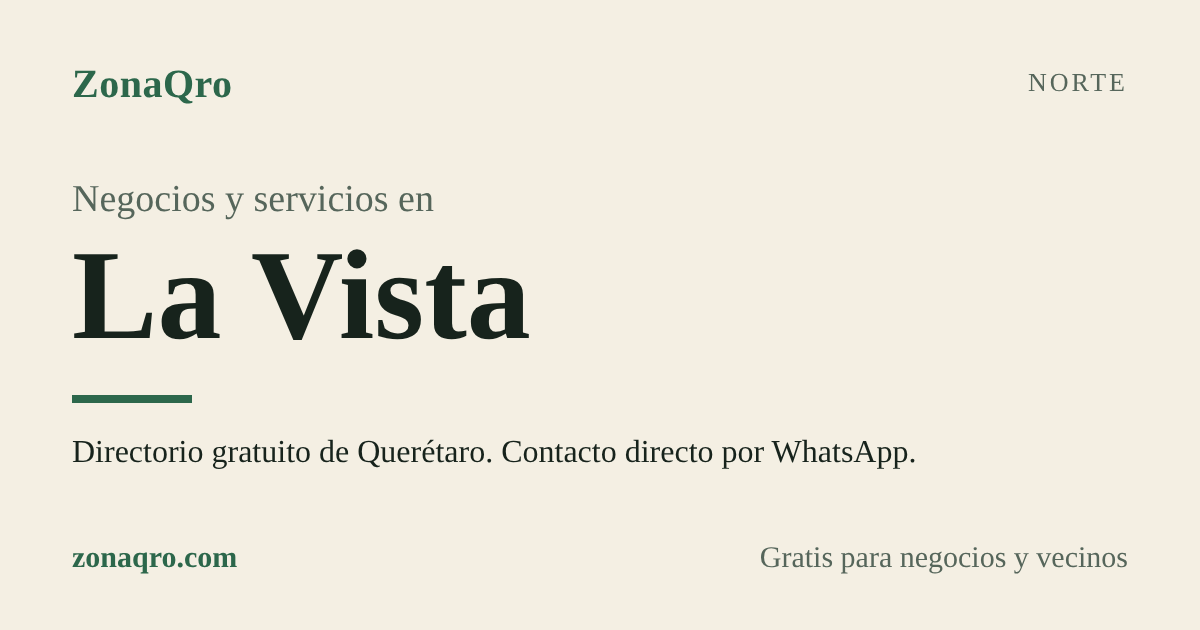 ZonaQro
NORTE
Negocios y servicios en
La Vista
Directorio gratuito de Querétaro. Contacto directo por WhatsApp.
zonaqro.com
Gratis para negocios y vecinos